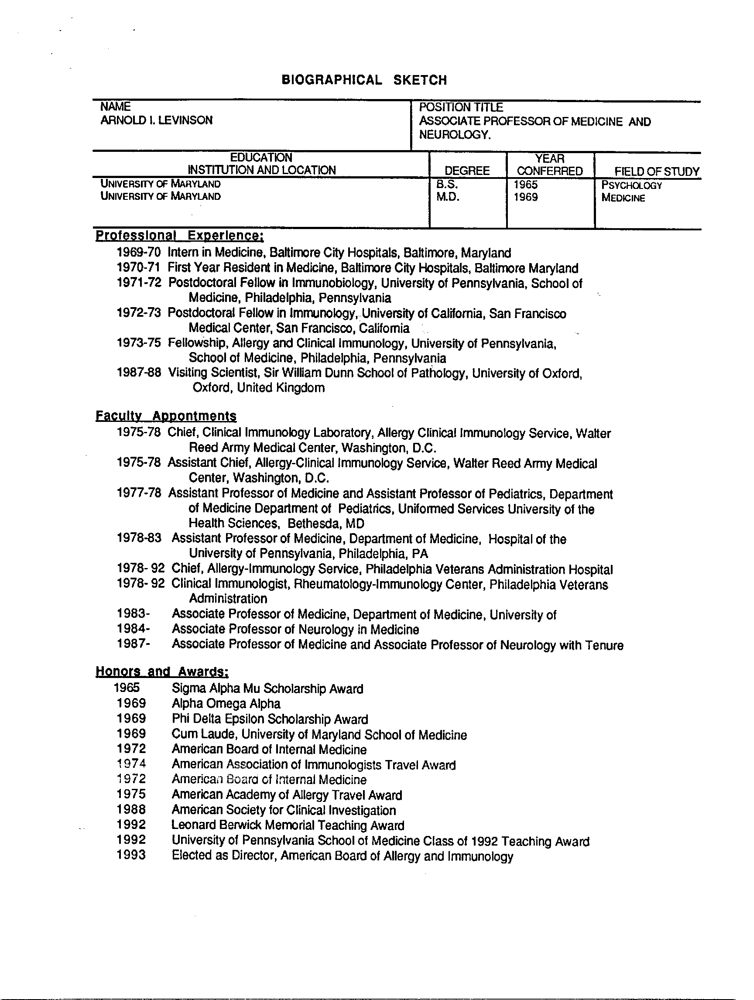 BIOGRAPHICAL SKETCH
NAME
ARNOLD I. LEVINSON
POSITION TITLE
ASSOCIATE PROFESSOR OF MEDICINE AND
NEUROLOGY.
EDUCATION
INSTITUTION AND LOCATION DEGREE YEAR CONFERRED FIELD OF STUDY
UNIVERSITY OF MARYLAND B.S. 1965 PSYCHOLOGY
UNIVERSITY OF MARYLAND M.D. 1969 MEDICINE
Professional Experience:
1969-70 Intern in Medicine, Baltimore City Hospitals, Baltimore, Maryland
1970-71 First Year Resident in Medicine, Baltimore City Hospitals, Baltimore Maryland
1971-72 Postdoctoral Fellow in Immunobiology, University of Pennsylvania, School of
Medicine, Philadelphia, Pennsylvania
1972-73 Postdoctoral Fellow in Immunology, University of California, San Francisco
Medical Center, San Francisco, California
1973-75 Fellowship, Allergy and Clinical Immunology, University of Pennsylvania,
School of Medicine, Philadelphia, Pennsylvania
1987-88 Visiting Scientist, Sir William Dunn School of Pathology, University of Oxford,
Oxford, United Kingdom
Faculty Appontments
1975-78 Chief, Clinical Immunology Laboratory, Allergy Clinical Immunology Service, Walter
Reed Army Medical Center, Washington, D.C.
1975-78 Assistant Chief, Allergy-Clinical Immunology Service, Walter Reed Army Medical
Center, Washington, D.C.
1977-78 Assistant Professor of Medicine and Assistant Professor of Pediatrics, Department
of Medicine Department of Pediatrics, Uniformed Services University of the
Health Sciences, Bethesda, MD
1978-83 Assistant Professor of Medicine, Department of Medicine, Hospital of the
University of Pennsylvania, Philadelphia, PA
1978- 92 Chief, Allergy-Immunology Service, Philadelphia Veterans Administration Hospital
1978- 92 Clinical Immunologist, Rheumatology-Immunology Center, Philadelphia Veterans
Administration
1983- Associate Professor of Medicine, Department of Medicine, University of
1984- Associate Professor of Neurology in Medicine
1987- Associate Professor of Medicine and Associate Professor of Neurology with Tenure
Honors and Awards:
1965 Sigma Alpha Mu Scholarship Award
1969 Alpha Omega Alpha
1969 Phi Delta Epsilon Scholarship Award
1969 Cum Laude, University of Maryland School of Medicine
1972 American Board of Internal Medicine
1974 American Association of Immunologists Travel Award
1972 American Board of Internal Medicine
1975 American Academy of Allergy Travel Award
1988 American Society for Clinical Investigation
1992 Leonard Berwick Memorial Teaching Award
1992 University of Pennsylvania School of Medicine Class of 1992 Teaching Award
1993 Elected as Director, American Board of Allergy and Immunology